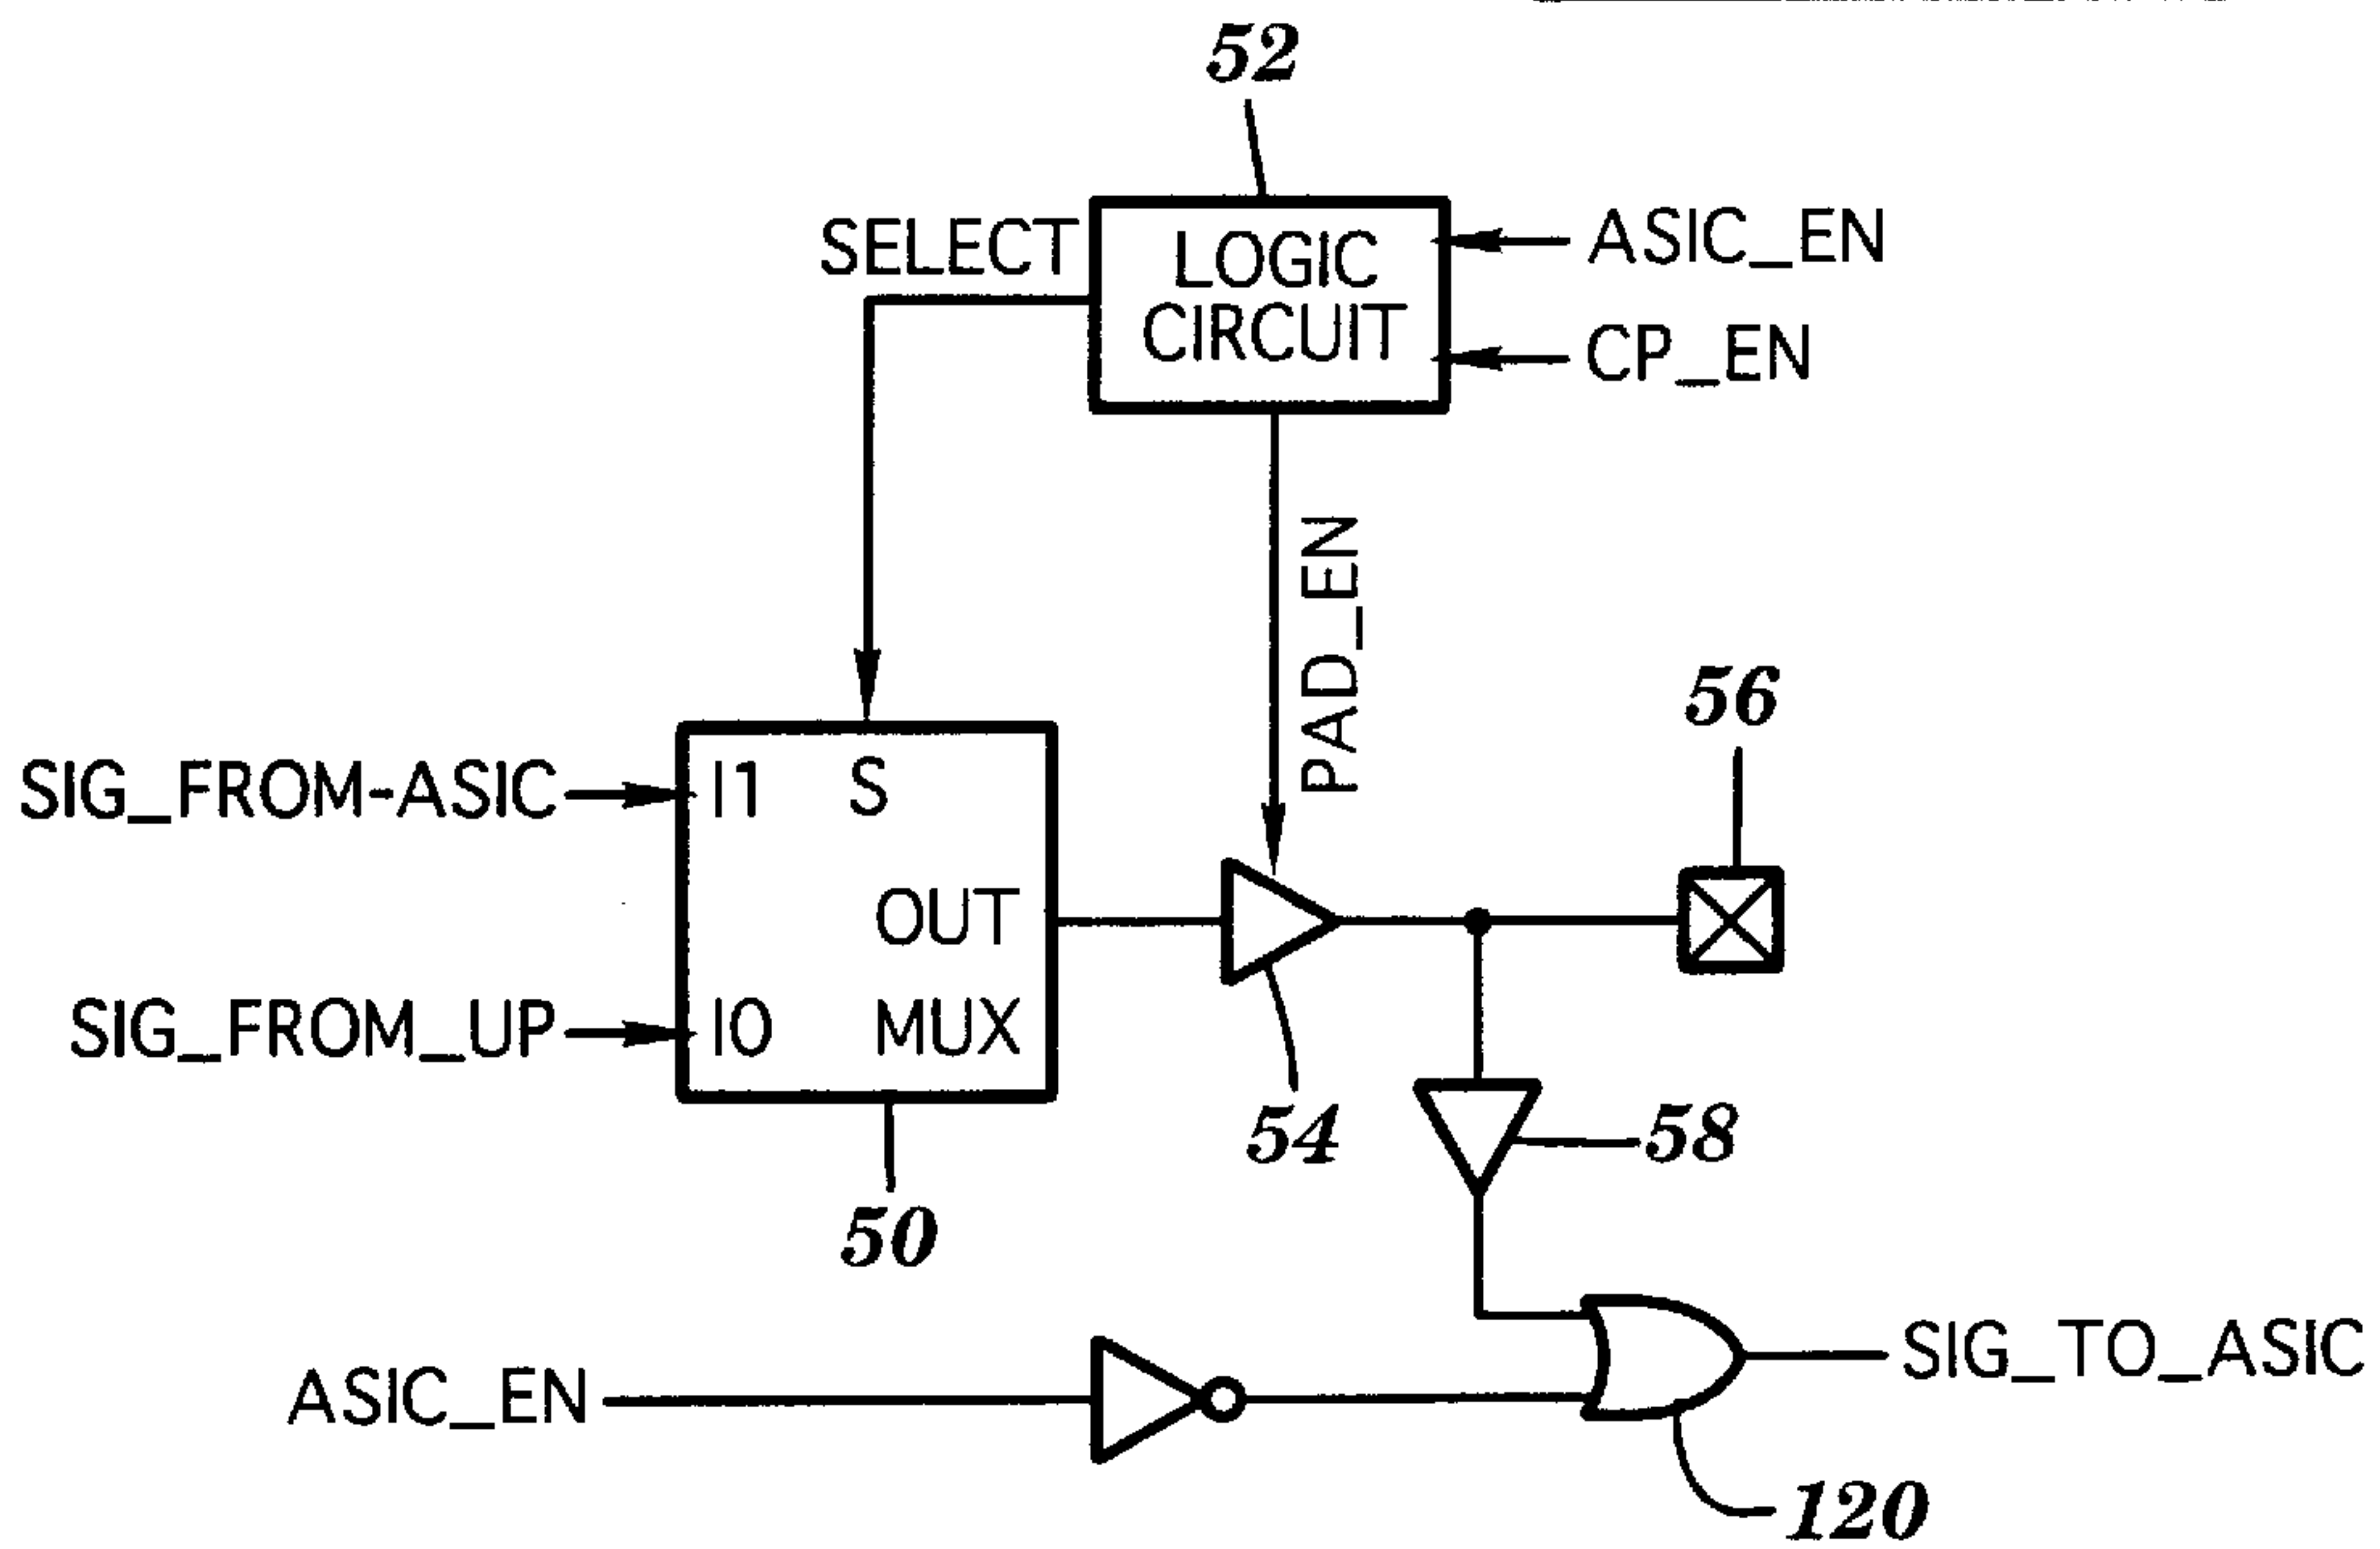 52
SELECT
LOGIC
CIRCUIT
ASIC_EN
CP_EN
PAD_EN
56
SIG_FROM-ASIC
I1
S
OUT
SIG_FROM_UP
I0
MUX
54
58
50
SIG_TO_ASIC
ASIC_EN
120